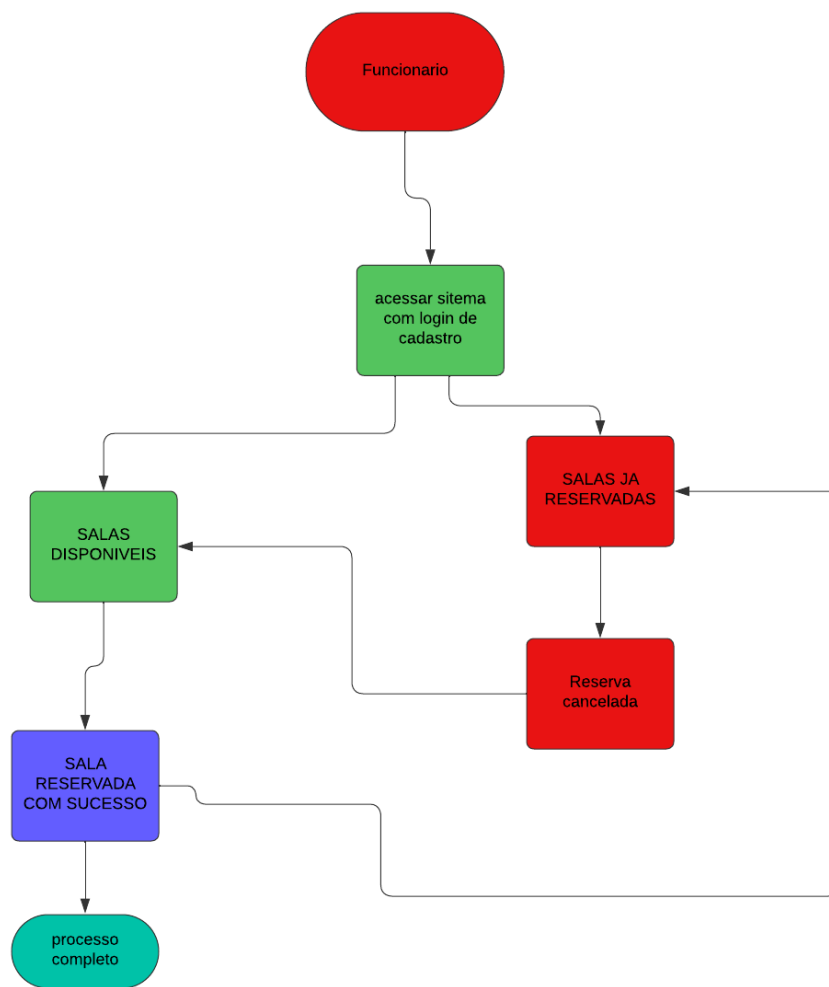 Funcionario
acessar sitema
com login de
cadastro
SALAS JA
RESERVADAS
SALAS
DISPONIVEIS
Reserva
cancelada
SALA
RESERVADA
COM SUCESSO
processo
completo